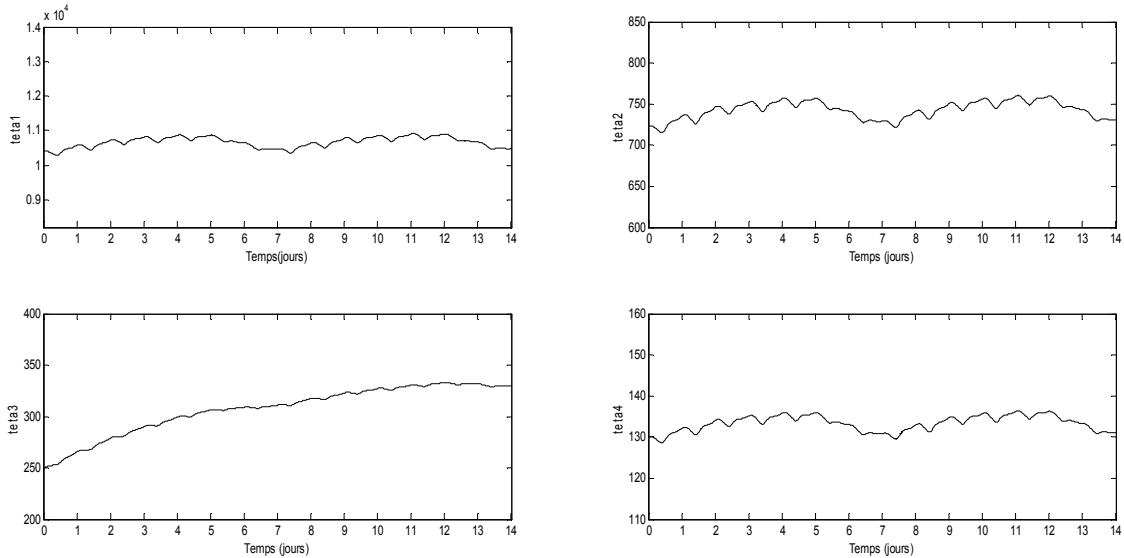 x 10⁴
1.4
1.3
1.2
1.1
1
0.9
teta1
0 1 2 3 4 5 6 7 8 9 10 11 12 13 14
Temps(jours)
850
800
750
700
650
600
teta2
0 1 2 3 4 5 6 7 8 9 10 11 12 13 14
Temps (jours)
400
350
300
250
200
teta3
0 1 2 3 4 5 6 7 8 9 10 11 12 13 14
Temps (jours)
160
150
140
130
120
110
teta4
0 1 2 3 4 5 6 7 8 9 10 11 12 13 14
Temps (jours)